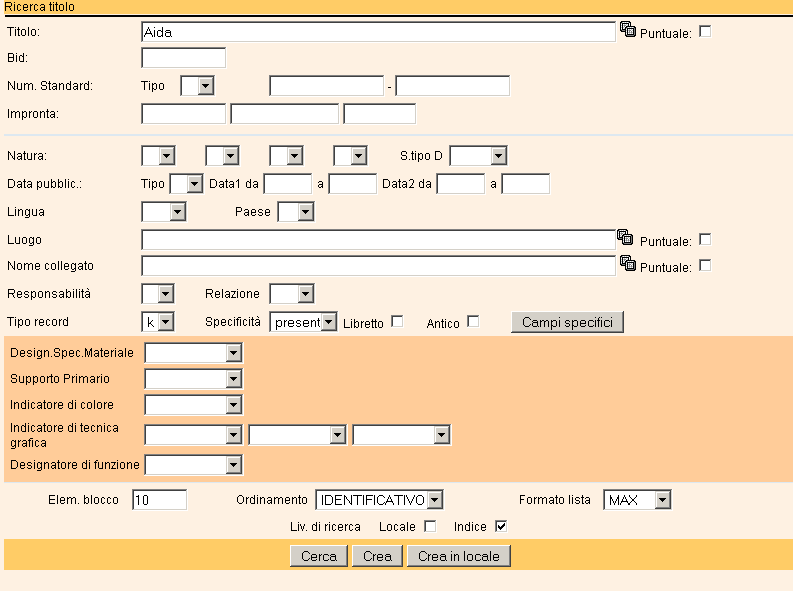 Ricerca titolo
Titolo: Aida Puntuale:
Bid:
Num. Standard: Tipo -
Impronta:
Natura: S.tipo D
Data pubblic.: Tipo Data1 da a Data2 da a
Lingua Paese
Luogo Puntuale:
Nome collegato Puntuale:
Responsabilità Relazione
Tipo record k Specificità present Libretto Antico Campi specifici
Design.Spec.Materiale
Supporto Primario
Indicatore di colore
Indicatore di tecnica
grafica
Designatore di funzione
Elem. blocco 10 Ordinamento IDENTIFICATIVO Formato lista MAX
Liv. di ricerca Locale Indice
Cerca Crea Crea in locale